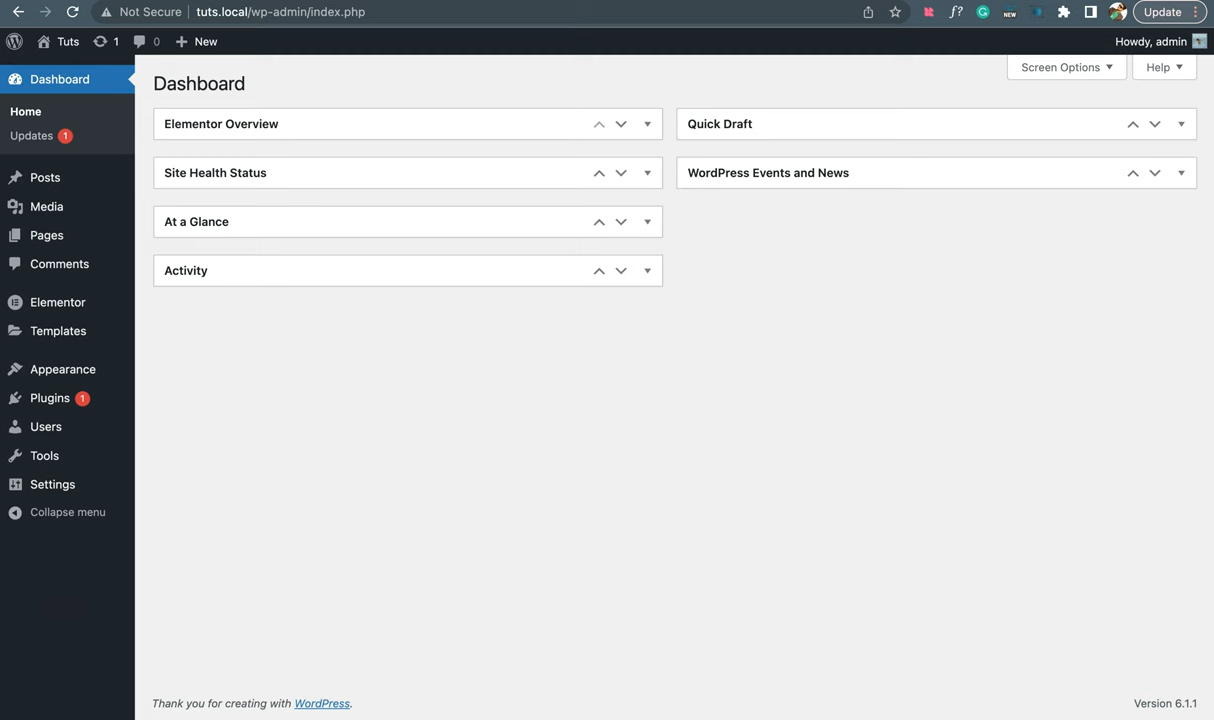 Not Secure tuts.local/wp-admin/index.php NEW Update
Tuts 1 0 New Howdy, admin
Screen Options Help
Dashboard
Home
Updates 1
Posts
Media
Pages
Comments
Elementor
Templates
Appearance
Plugins 1
Users
Tools
Settings
Collapse menu
Dashboard
Elementor Overview
Site Health Status
At a Glance
Activity
Quick Draft
WordPress Events and News
Thank you for creating with WordPress.
Version 6.1.1